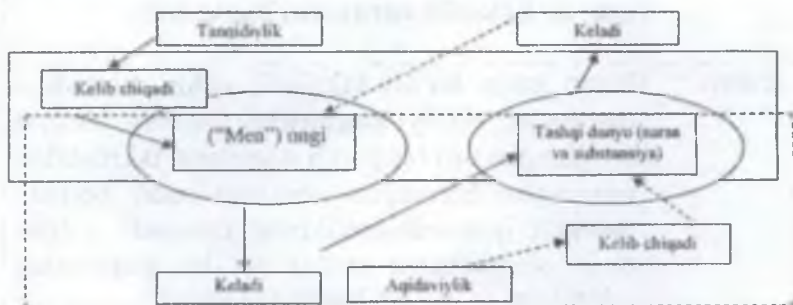 Tanqidiylik
Keladi
Kelib chiqadi
("Men") ongi
Tashqi dunyo (narsa
va substansiya)
Kelib chiqadi
Keladi
Aqidaviylik